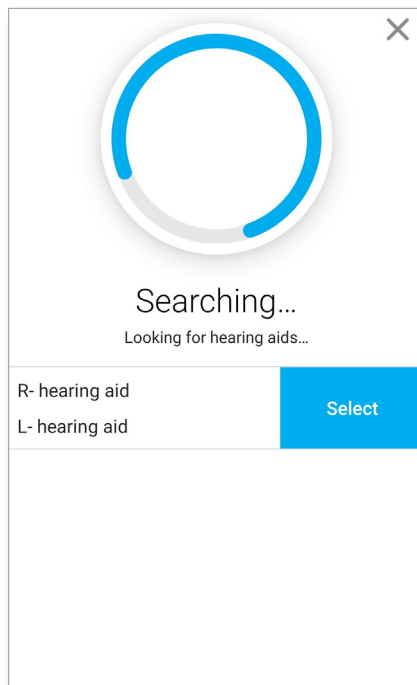 Searching...
Looking for hearing aids...
R- hearing aid
L- hearing aid
Select